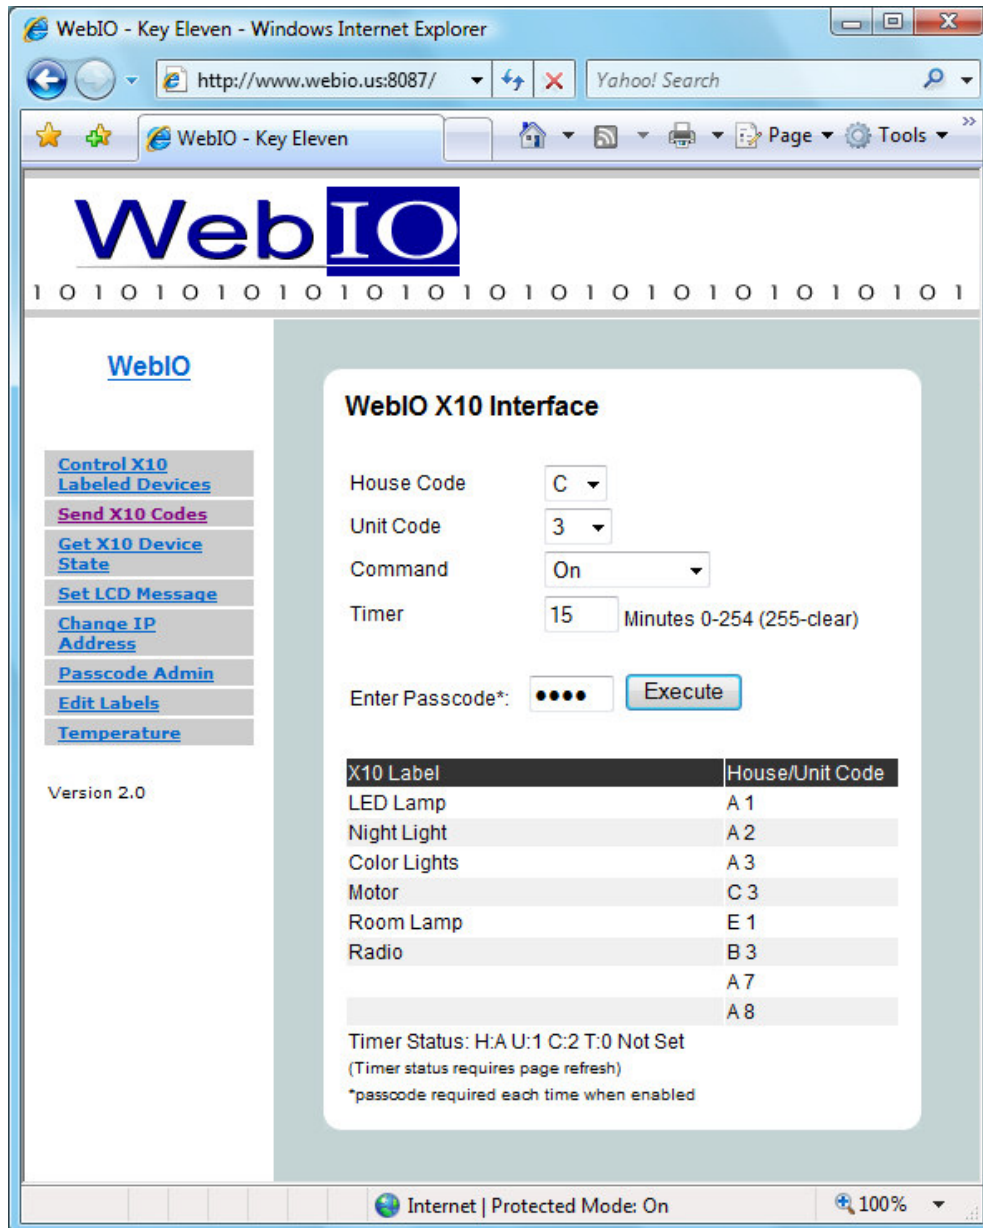 WebIO - Key Eleven - Windows Internet Explorer
http://www.webio.us:8087/
Yahoo! Search
WebIO - Key Eleven
Page
Tools
WebIO
1 0 1 0 1 0 1 0 1 0 1 0 1 0 1 0 1 0 1 0 1 0 1 0 1 0 1 0 1 0 1
WebIO
Control X10
Labeled Devices
Send X10 Codes
Get X10 Device
State
Set LCD Message
Change IP
Address
Passcode Admin
Edit Labels
Temperature
Version 2.0
WebIO X10 Interface
House Code C
Unit Code 3
Command On
Timer 15 Minutes 0-254 (255-clear)
Enter Passcode*: •••• Execute
X10 Label House/Unit Code
LED Lamp A 1
Night Light A 2
Color Lights A 3
Motor C 3
Room Lamp E 1
Radio B 3
A 7
A 8
Timer Status: H:A U:1 C:2 T:0 Not Set
(Timer status requires page refresh)
*passcode required each time when enabled
Internet | Protected Mode: On
100%